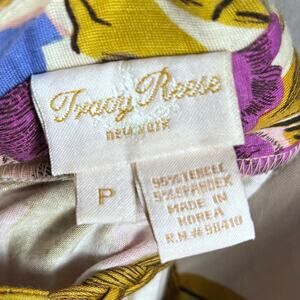 Tracy Reese
new york
P
95% TENCEL
5% SPANDEX
MADE IN
KOREA
R.N.# 98410